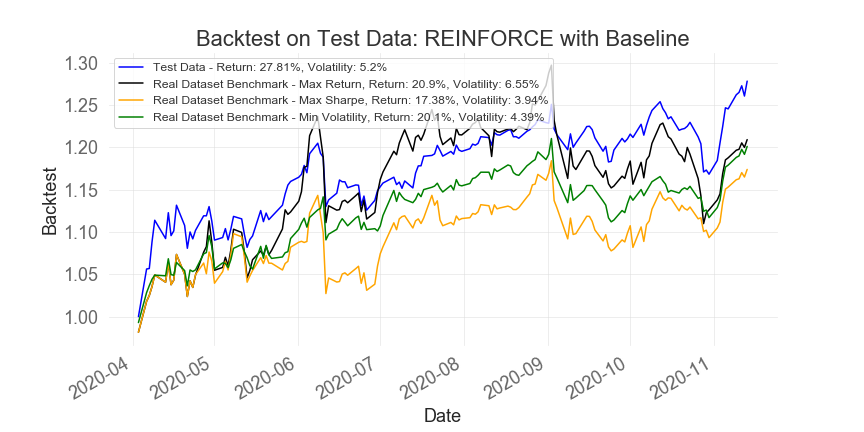 Backtest on Test Data: REINFORCE with Baseline
Test Data - Return: 27.81%, Volatility: 5.2%
Real Dataset Benchmark - Max Return, Return: 20.9%, Volatility: 6.55%
Real Dataset Benchmark - Max Sharpe, Return: 17.38%, Volatility: 3.94%
Real Dataset Benchmark - Min Volatility, Return: 20.1%, Volatility: 4.39%
1.30
1.25
1.20
1.15
1.10
1.05
1.00
Backtest
2020-04
2020-05
2020-06
2020-07
2020-08
2020-09
2020-10
2020-11
Date